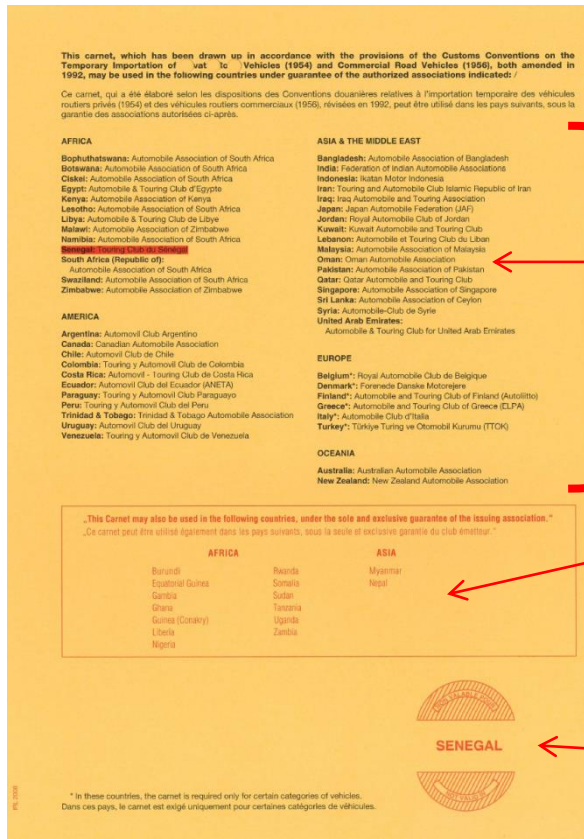 This carnet, which has been drawn up in accordance with the provisions of the Customs Conventions on the
Temporary Importation of Vehicles (1954) and Commercial Road Vehicles (1956), both amended in
1992, may be used in the following countries under guarantee of the authorized associations indicated: /
Ce carnet, qui a été élaboré selon les dispositions des Conventions douanières relatives à l'importation temporaire des véhicules
routiers privés (1954) et des véhicules routiers commerciaux (1956), révisées en 1992, peut être utilisé dans les pays suivants, sous la
garantie des associations autorisées ci-après.
AFRICA
Bophuthatswana: Automobile Association of South Africa
Botswana: Automobile Association of South Africa
Ciskei: Automobile Association of South Africa
Egypt: Automobile & Touring Club d'Egypte
Kenya: Automobile Association of Kenya
Lesotho: Automobile Association of South Africa
Libya: Automobile & Touring Club de Libye
Malawi: Automobile Association of Zimbabwe
Namibia: Automobile Association of South Africa
Senegal: Touring Club du Sénégal
South Africa (Republic of):
Automobile Association of South Africa
Swaziland: Automobile Association of South Africa
Zimbabwe: Automobile Association of Zimbabwe
AMERICA
Argentina: Automovil Club Argentino
Canada: Canadian Automobile Association
Chile: Automovil Club de Chile
Colombia: Touring y Automovil Club de Colombia
Costa Rica: Automovil - Touring Club de Costa Rica
Ecuador: Automovil Club del Ecuador (ANETA)
Paraguay: Touring y Automovil Club Paraguayo
Peru: Touring y Automovil Club del Peru
Trinidad & Tobago: Trinidad & Tobago Automobile Association
Uruguay: Automovil Club del Uruguay
Venezuela: Touring y Automovil Club de Venezuela
ASIA & THE MIDDLE EAST
Bangladesh: Automobile Association of Bangladesh
India: Federation of Indian Automobile Associations
Indonesia: Ikatan Motor Indonesia
Iran: Touring and Automobile Club Islamic Republic of Iran
Iraq: Iraq Automobile and Touring Association
Japan: Japan Automobile Federation (JAF)
Jordan: Royal Automobile Club of Jordan
Kuwait: Kuwait Automobile and Touring Club
Lebanon: Automobile et Touring Club du Liban
Malaysia: Automobile Association of Malaysia
Oman: Oman Automobile Association
Pakistan: Automobile Association of Pakistan
Qatar: Qatar Automobile and Touring Club
Singapore: Automobile Association of Singapore
Sri Lanka: Automobile Association of Ceylon
Syria: Automobile-Club de Syrie
United Arab Emirates:
Automobile & Touring Club for United Arab Emirates
EUROPE
Belgium*: Royal Automobile Club de Belgique
Denmark*: Forenede Danske Motorejere
Finland*: Automobile and Touring Club of Finland (Autoliitto)
Greece*: Automobile and Touring Club of Greece (ELPA)
Italy*: Automobile Club d'Italia
Turkey*: Türkiye Turing ve Otomobil Kurumu (TTOK)
OCEANIA
Australia: Australian Automobile Association
New Zealand: New Zealand Automobile Association
„This Carnet may also be used in the following countries, under the sole and exclusive guarantee of the issuing association."
„Ce carnet peut être utilisé également dans les pays suivants, sous la seule et exclusive garantie du club émetteur."
AFRICA ASIA
Burundi Rwanda Myanmar
Equatorial Guinea Somalia Nepal
Gambia Sudan
Ghana Tanzania
Guinea (Conakry) Uganda
Liberia Zambia
Nigeria
SENEGAL
* In these countries, the carnet is required only for certain categories of vehicles.
Dans ces pays, le carnet est exigé uniquement pour certaines catégories de véhicules.